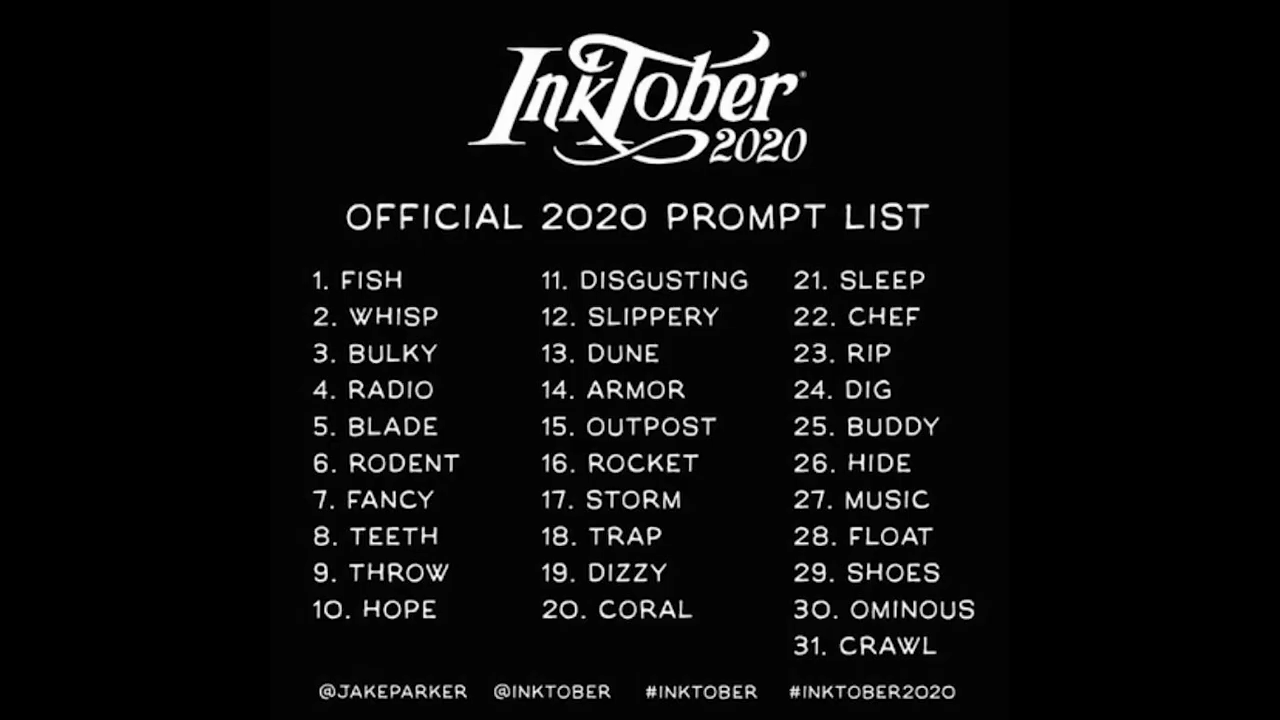 InkTober®
2020
OFFICIAL 2020 PROMPT LIST
1. FISH
2. WHISP
3. BULKY
4. RADIO
5. BLADE
6. RODENT
7. FANCY
8. TEETH
9. THROW
10. HOPE
11. DISGUSTING
12. SLIPPERY
13. DUNE
14. ARMOR
15. OUTPOST
16. ROCKET
17. STORM
18. TRAP
19. DIZZY
20. CORAL
21. SLEEP
22. CHEF
23. RIP
24. DIG
25. BUDDY
26. HIDE
27. MUSIC
28. FLOAT
29. SHOES
30. OMINOUS
31. CRAWL
@JAKEPARKER @INKTOBER #INKTOBER #INKTOBER2020